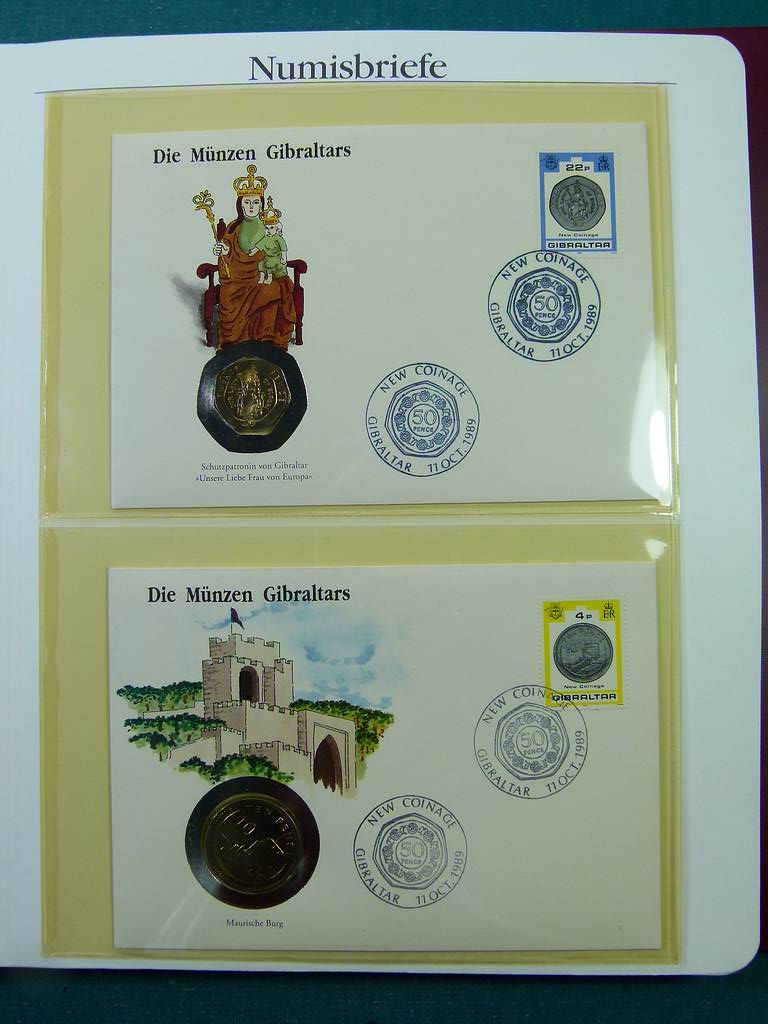 Numisbriefe
Die Münzen Gibraltars
22P
New Coinage
GIBRALTAR
NEW COINAGE
50
PENCE
GIBRALTAR 11 OCT. 1989
NEW COINAGE
50
PENCE
GIBRALTAR 11 OCT. 1989
Schutzpatronin von Gibraltar
»Unsere Liebe Frau von Europa«
Die Münzen Gibraltars
4P
New Coinage
GIBRALTAR
NEW COINAGE
50
PENCE
GIBRALTAR 11 OCT. 1989
TEN PENCE
10
NEW COINAGE
50
PENCE
GIBRALTAR 11 OCT. 1989
Maurische Burg